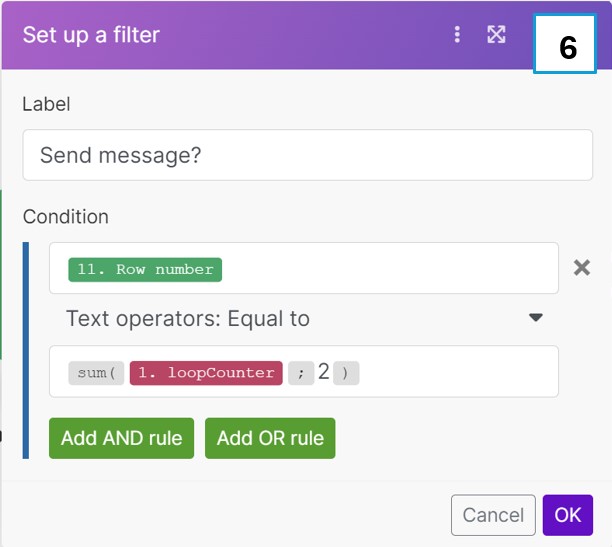 Set up a filter
6
Label
Send message?
Condition
11. Row number
Text operators: Equal to
sum( 1. loopCounter ; 2 )
Add AND rule Add OR rule
Cancel OK